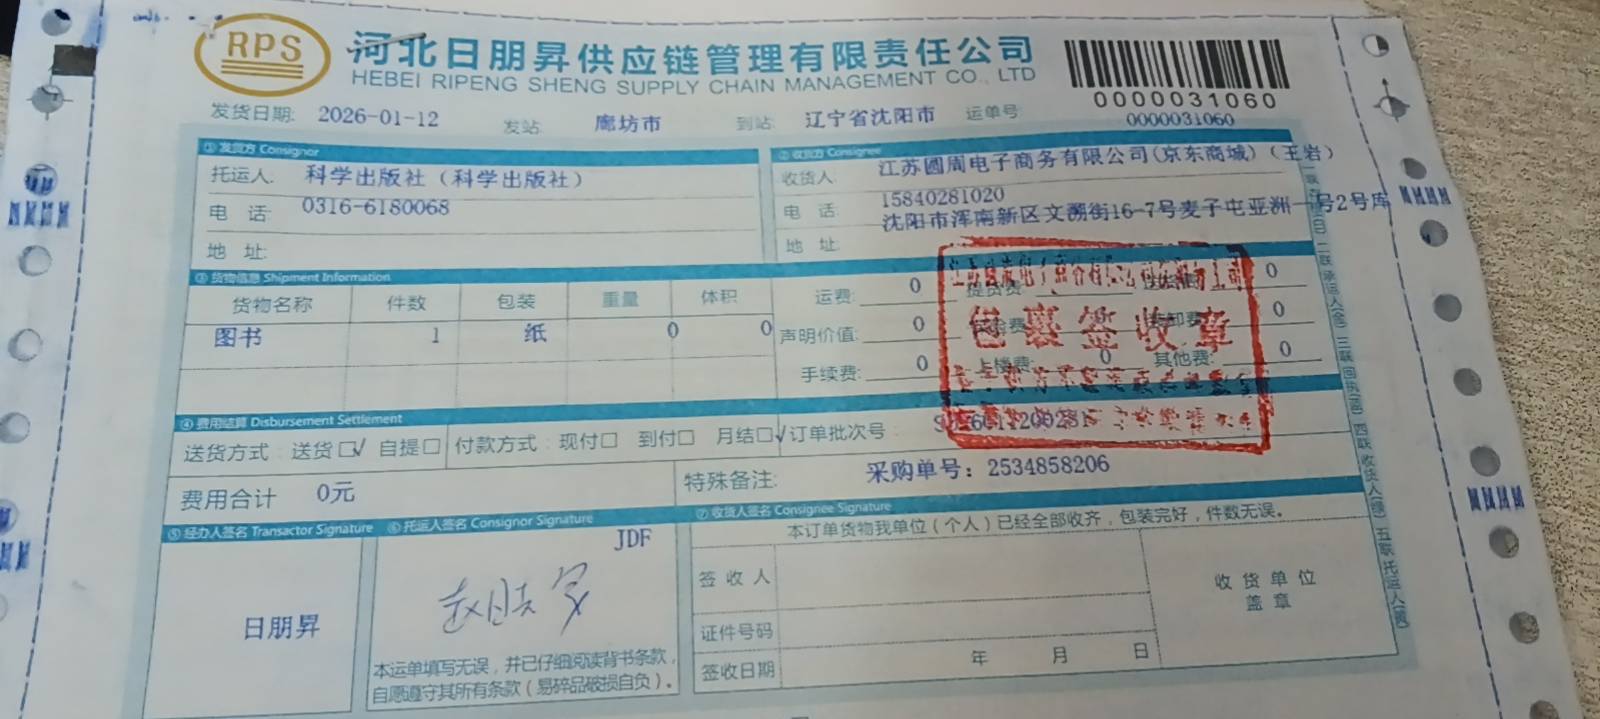 RPS
河北日朋昇供应链管理有限责任公司
HEBEI RIPENG SHENG SUPPLY CHAIN MANAGEMENT CO., LTD
0000031060
0000031060
发货日期: 2026-01-12 发站: 廊坊市 到站: 辽宁省沈阳市 运单号
① 发货方 Consignor
托运人: 科学出版社（科学出版社）
电 话: 0316-6180068
地 址:
② 收货方 Consignee
收货人: 江苏圆周电子商务有限公司(京东商城)（王岩）
电 话: 15840281020
地 址: 沈阳市浑南新区文溯街16-7号麦子屯亚洲一号2号库
③ 货物信息 Shipment Information
货物名称 件数 包装 重量 体积
图书 1 纸 0 0
运费: 0 提货费: 0
声明价值: 0 0
手续费: 0 上楼费: 0 其他费: 0
包裹签收章
④ 费用结算 Disbursement Settlement
送货方式: 送货□√ 自提□ 付款方式: 现付□ 到付□ 月结□√ 订单批次号
费用合计 0元
特殊备注: 采购单号: 2534858206
⑤ 经办人签名 Transactor Signature
日朋昇
⑥ 托运人签名 Consignor Signature
JDF
本运单填写无误，并已仔细阅读背书条款，
自愿遵守其所有条款（易碎品破损自负）。
⑦ 收货人签名 Consignee Signature
本订单货物我单位（个人）已经全部收齐，包装完好，件数无误。
签 收 人
证件号码
签收日期 年 月 日
收 货 单 位
盖 章